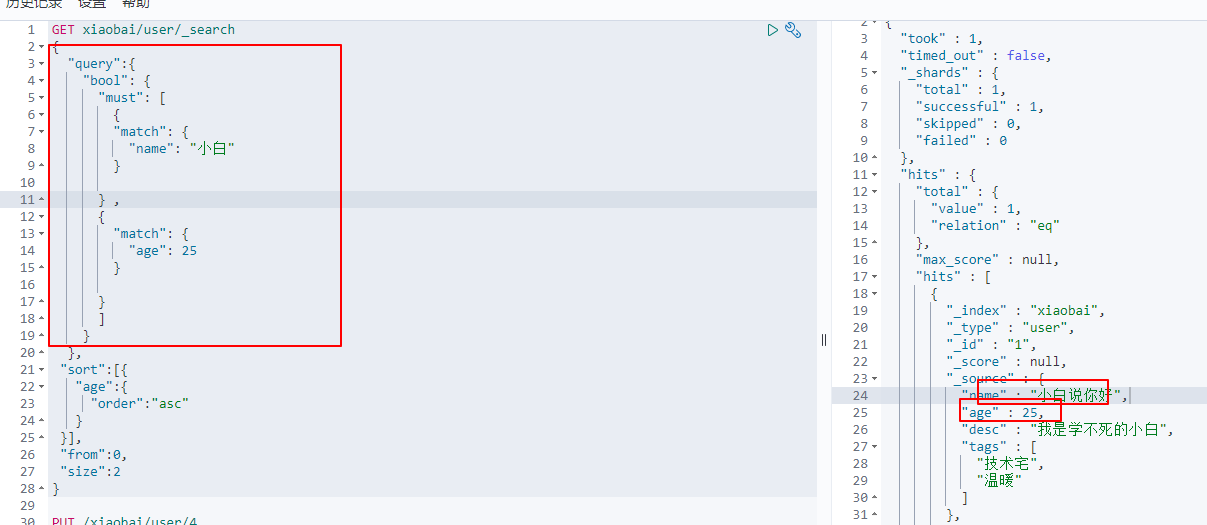 历史记录 设置 帮助
1 GET xiaobai/user/_search
2 {
3 "query":{
4 "bool": {
5 "must": [
6 {
7 "match": {
8 "name": "小白"
9 }
10
11 } ,
12 {
13 "match": {
14 "age": 25
15 }
16
17 }
18 ]
19 }
20 },
21 "sort":[{
22 "age":{
23 "order":"asc"
24 }
25 }],
26 "from":0,
27 "size":2
28 }
29
30 PUT /xiaobai/user/4
2 {
3 "took" : 1,
4 "timed_out" : false,
5 "_shards" : {
6 "total" : 1,
7 "successful" : 1,
8 "skipped" : 0,
9 "failed" : 0
10 },
11 "hits" : {
12 "total" : {
13 "value" : 1,
14 "relation" : "eq"
15 },
16 "max_score" : null,
17 "hits" : [
18 {
19 "_index" : "xiaobai",
20 "_type" : "user",
21 "_id" : "1",
22 "_score" : null,
23 "_source" : {
24 "name" : "小白说你好",
25 "age" : 25,
26 "desc" : "我是学不死的小白",
27 "tags" : [
28 "技术宅",
29 "温暖"
30 ]
31 },